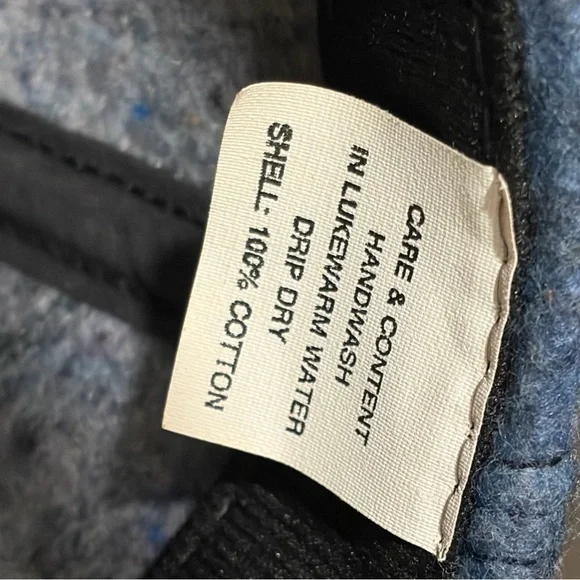 CARE & CONTENT
HANDWASH
IN LUKEWARM WATER
DRIP DRY
SHELL: 100% COTTON